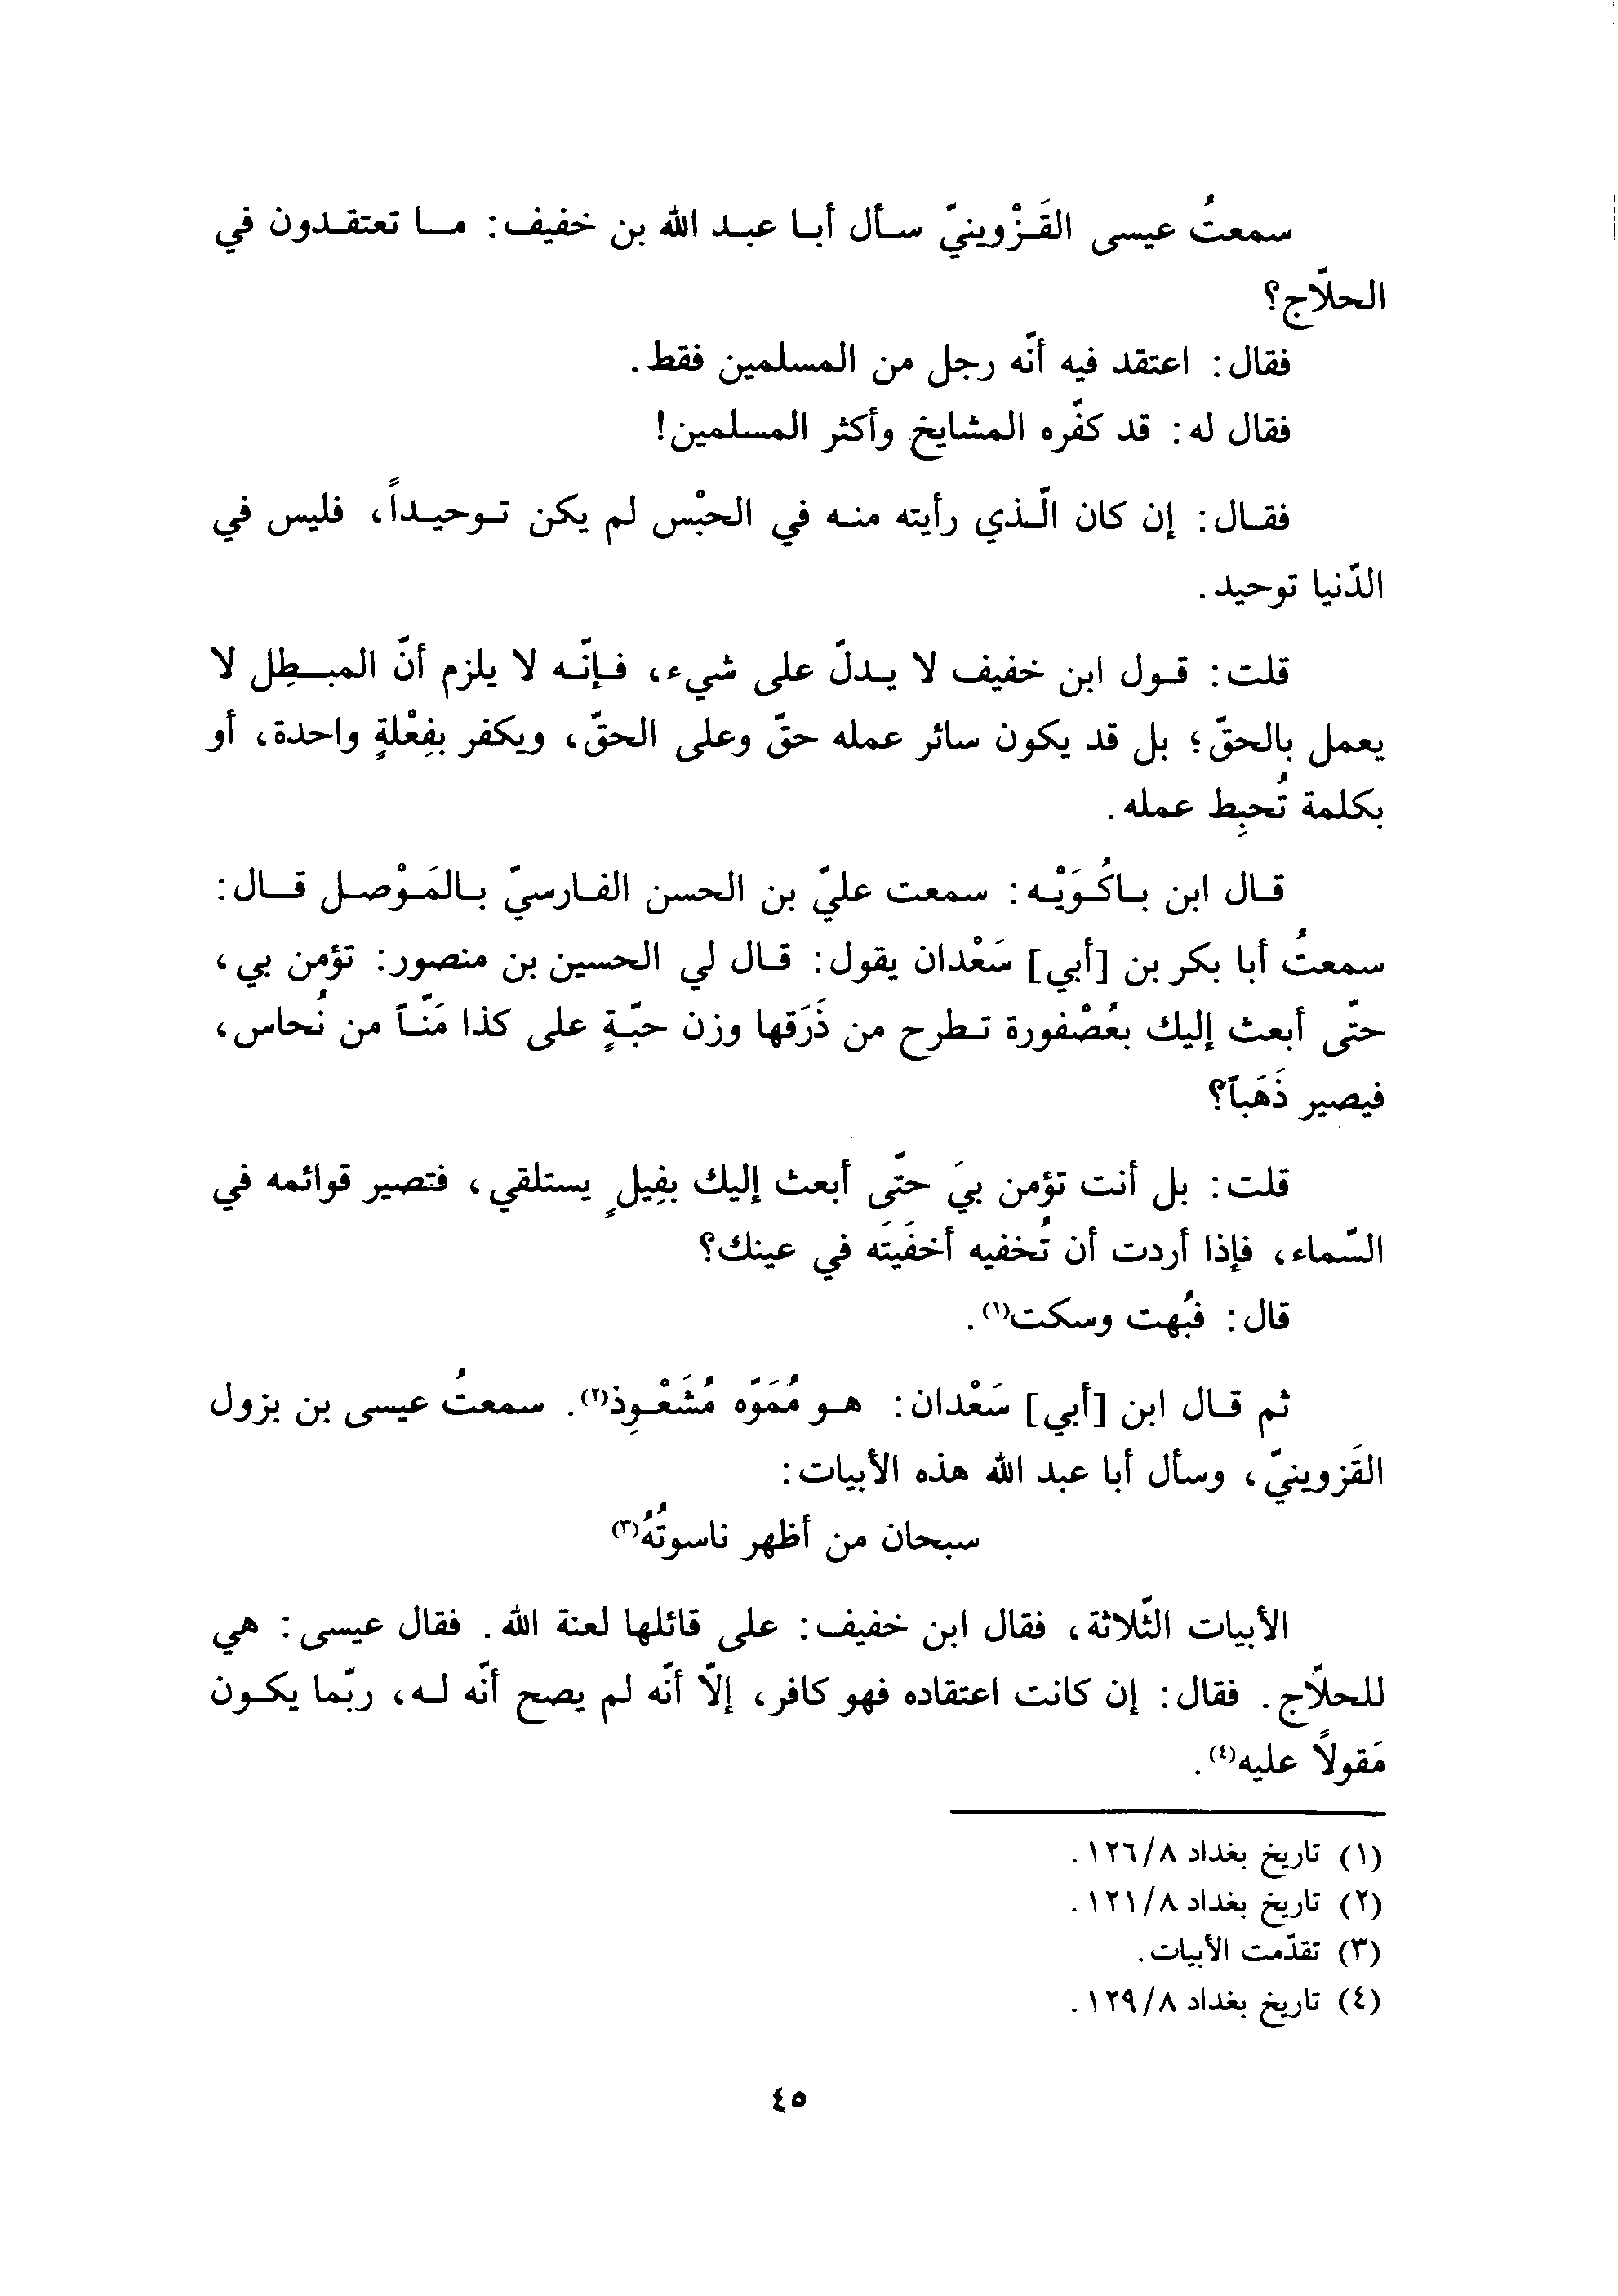 سمعتُ عيسى القَزْوينيّ سأل أبا عبد الله بن خفيف: ما تعتقدون في
الحلّاج؟
فقال: اعتقد فيه أنّه رجل من المسلمين فقط.
فقال له: قد كفّره المشايخ وأكثر المسلمين!
فقال: إن كان الّذي رأيته منه في الحبْس لم يكن توحيداً، فليس في
الدّنيا توحيد.
قلت: قول ابن خفيف لا يدلّ على شيء، فإنّه لا يلزم أنّ المبطِل لا
يعمل بالحقّ؛ بل قد يكون سائر عمله حقّ وعلى الحقّ، ويكفر بفِعْلةٍ واحدة، أو
بكلمة تُحبِط عمله.
قال ابن باكُوَيْه: سمعت عليّ بن الحسن الفارسيّ بالمَوْصل قال:
سمعتُ أبا بكر بن [أبي] سَعْدان يقول: قال لي الحسين بن منصور: تؤمن بي،
حتّى أبعث إليك بعُصْفورة تطرح من ذَرَقها وزن حبّةٍ على كذا مَنّاً من نُحاس،
فيصير ذَهَباً؟
قلت: بل أنت تؤمن بيَ حتّى أبعث إليك بفِيلٍ يستلقي، فتصير قوائمه في
السّماء، فإذا أردت أن تُخفيه أخفَيتَه في عينك؟
قال: فبُهت وسكت(١).
ثم قال ابن [أبي] سَعْدان: هو مُمَوّه مُشَعْوِذ(٢). سمعتُ عيسى بن بزول
القَزوينيّ، وسأل أبا عبد الله هذه الأبيات:
سبحان من أظهر ناسوتُهُ(٣)
الأبيات الثّلاثة، فقال ابن خفيف: على قائلها لعنة الله. فقال عيسى: هي
للحلّاج. فقال: إن كانت اعتقاده فهو كافر، إلّا أنّه لم يصح أنّه له، ربّما يكون
مَقولاً عليه(٤).
(١) تاريخ بغداد ١٢٦/٨.
(٢) تاريخ بغداد ١٢١/٨.
(٣) تقدّمت الأبيات.
(٤) تاريخ بغداد ١٢٩/٨.
٤٥